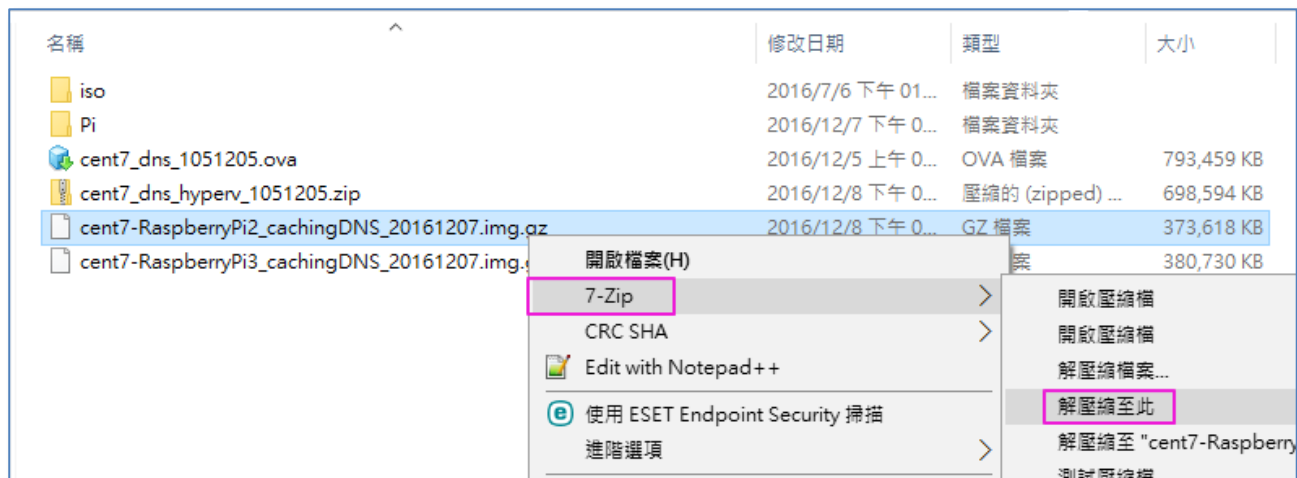 名稱 修改日期 類型 大小
iso 2016/7/6 下午 01... 檔案資料夾
Pi 2016/12/7 下午 0... 檔案資料夾
cent7_dns_1051205.ova 2016/12/5 上午 0... OVA 檔案 793,459 KB
cent7_dns_hyperv_1051205.zip 2016/12/8 下午 0... 壓縮的 (zipped) ... 698,594 KB
cent7-RaspberryPi2_cachingDNS_20161207.img.gz 2016/12/8 下午 0... GZ 檔案 373,618 KB
cent7-RaspberryPi3_cachingDNS_20161207.img. 案 380,730 KB
開啟檔案(H)
7-Zip
CRC SHA
Edit with Notepad++
使用 ESET Endpoint Security 掃描
進階選項
開啟壓縮檔
開啟壓縮檔
解壓縮檔案...
解壓縮至此
解壓縮至 "cent7-Raspberry
測試壓縮檔